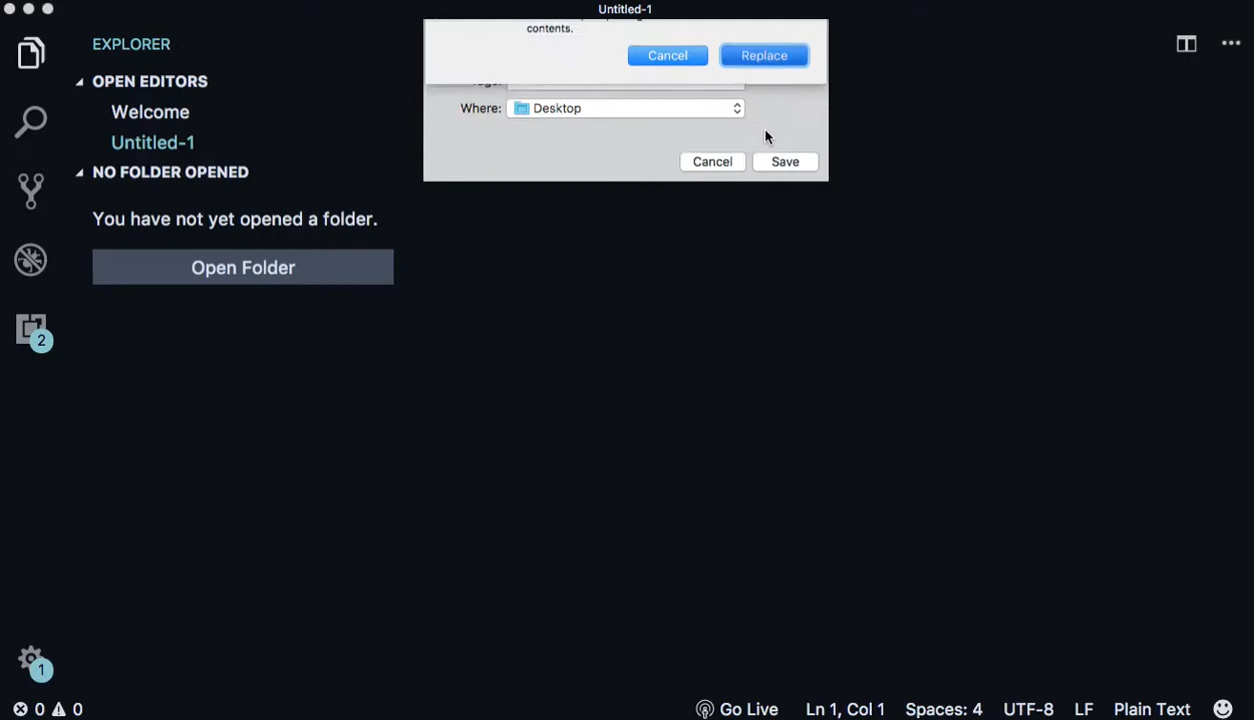 Untitled-1
contents.
Cancel Replace
Where: Desktop
Cancel Save
EXPLORER
OPEN EDITORS
Welcome
Untitled-1
NO FOLDER OPENED
You have not yet opened a folder.
Open Folder
2
1
0 0
Go Live Ln 1, Col 1 Spaces: 4 UTF-8 LF Plain Text